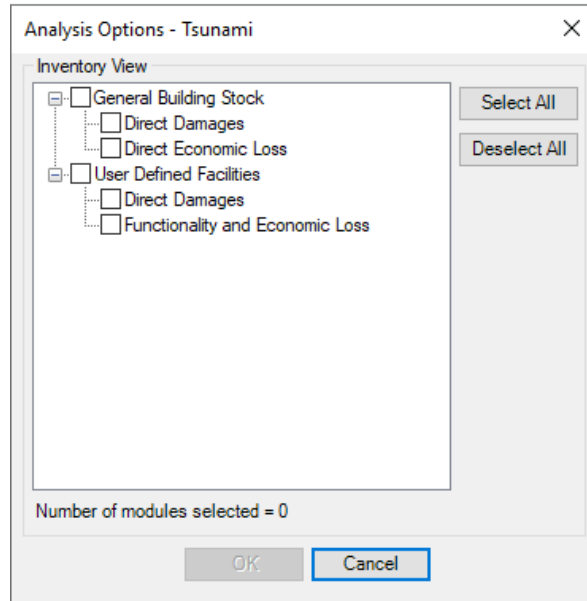 Analysis Options - Tsunami
Inventory View
General Building Stock
Direct Damages
Direct Economic Loss
User Defined Facilities
Direct Damages
Functionality and Economic Loss
Select All
Deselect All
Number of modules selected = 0
OK
Cancel